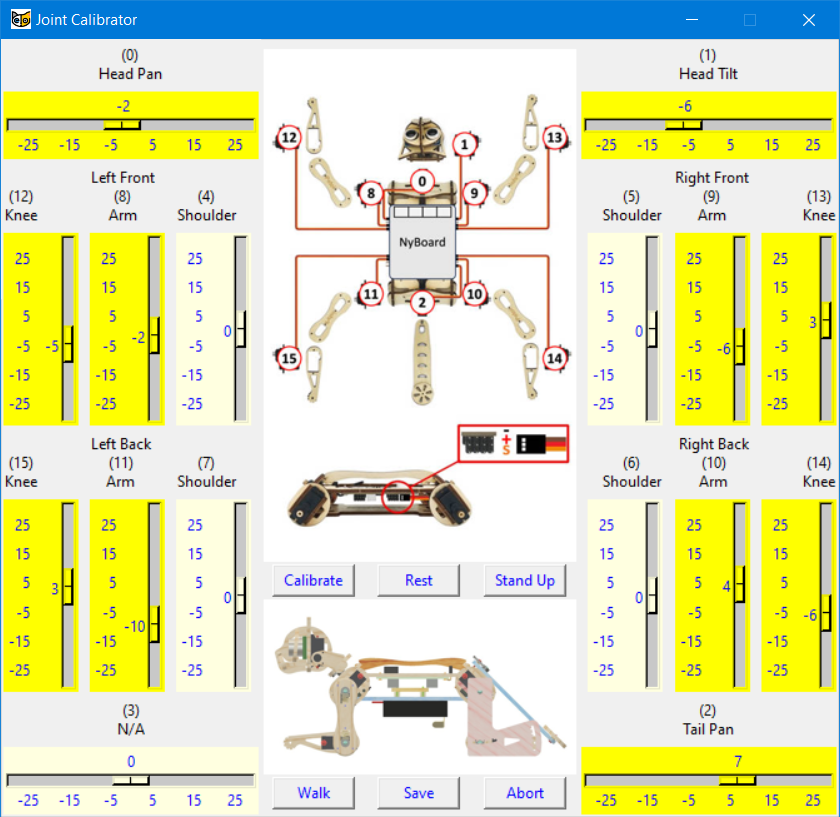 Joint Calibrator
(0)
Head Pan
-2
-25 -15 -5 5 15 25
(1)
Head Tilt
-6
-25 -15 -5 5 15 25
Left Front
(12) (8) (4)
Knee Arm Shoulder
25 25 25
15 15 15
5 5 5
-5 -2 0
-5 -5 -5
-15 -15 -15
-25 -25 -25
Right Front
(5) (9) (13)
Shoulder Arm Knee
25 25 25
15 15 15
5 5 5
0 -6 3
-5 -5 -5
-15 -15 -15
-25 -25 -25
12
13
1
0
8
9
NyBoard
11
10
2
15
14
+
S
Left Back
(15) (11) (7)
Knee Arm Shoulder
25 25 25
15 15 15
5 5 5
3 -10 0
-5 -5 -5
-15 -15 -15
-25 -25 -25
Right Back
(6) (10) (14)
Shoulder Arm Knee
25 25 25
15 15 15
5 5 5
0 4 -6
-5 -5 -5
-15 -15 -15
-25 -25 -25
Calibrate Rest Stand Up
(3)
N/A
0
-25 -15 -5 5 15 25
Walk Save Abort
(2)
Tail Pan
7
-25 -15 -5 5 15 25